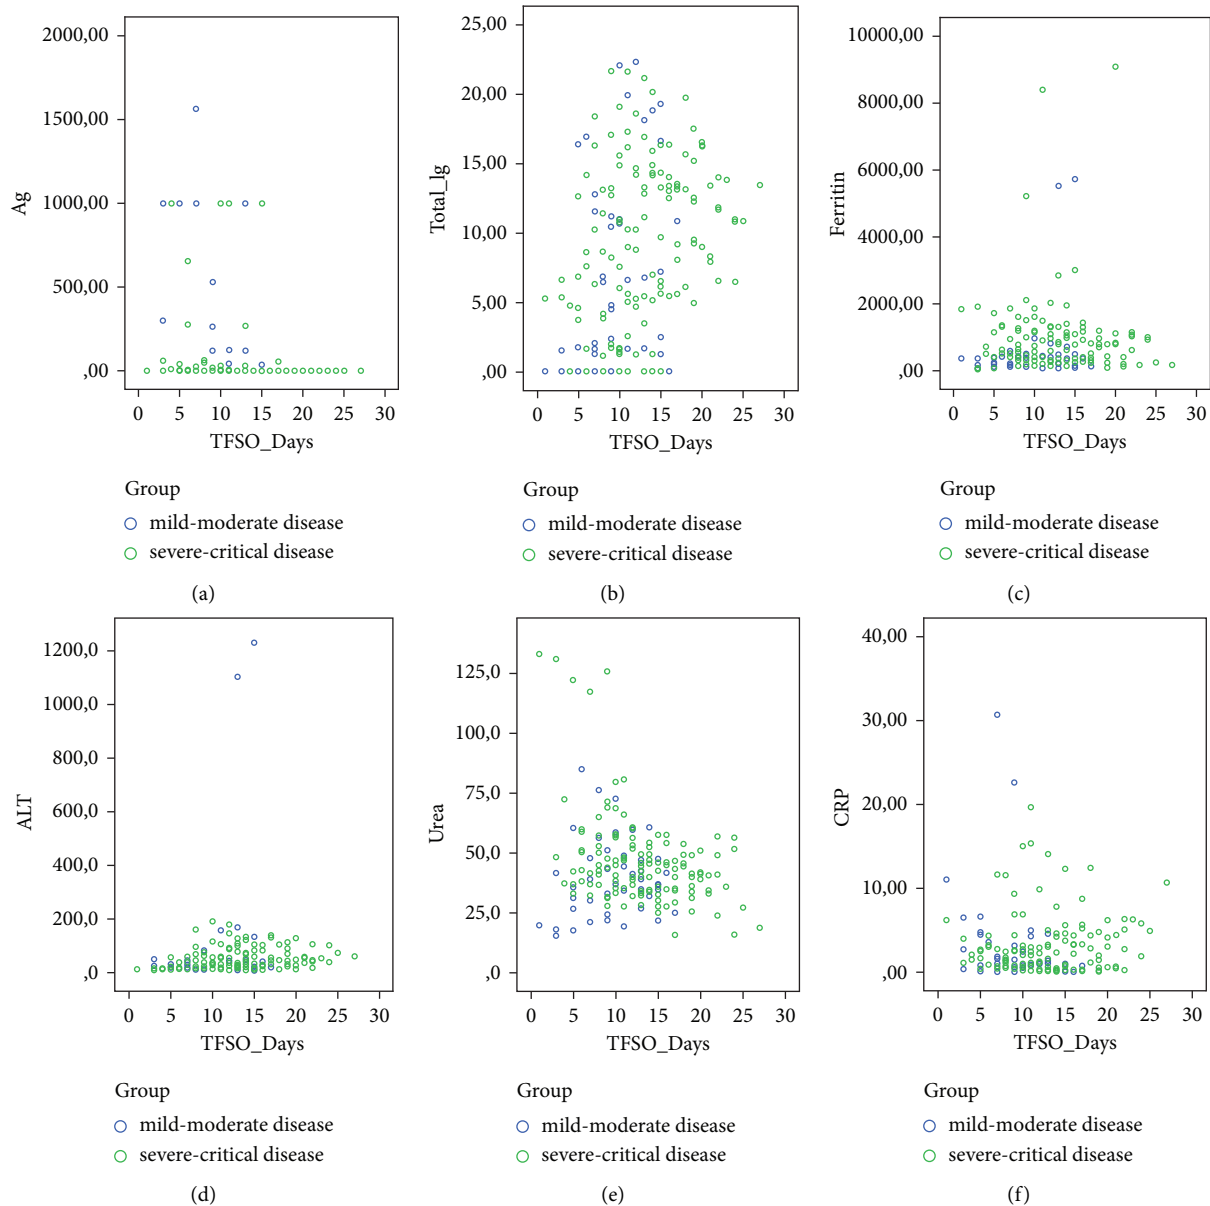 2000,00
1500,00
1000,00
500,00
,00
Ag
0 5 10 15 20 25 30
TFSO_Days
Group
mild-moderate disease
severe-critical disease
(a)
25,00
20,00
15,00
10,00
5,00
,00
Total_Ig
0 5 10 15 20 25 30
TFSO_Days
Group
mild-moderate disease
severe-critical disease
(b)
10000,00
8000,00
6000,00
4000,00
2000,00
,00
Ferritin
0 5 10 15 20 25 30
TFSO_Days
Group
mild-moderate disease
severe-critical disease
(c)
1200,0
1000,0
800,0
600,0
400,0
200,0
,0
ALT
0 5 10 15 20 25 30
TFSO_Days
Group
mild-moderate disease
severe-critical disease
(d)
125,0
100,0
75,0
50,0
25,0
,0
Urea
0 5 10 15 20 25 30
TFSO_Days
Group
mild-moderate disease
severe-critical disease
(e)
40,00
30,00
20,00
10,00
,00
CRP
0 5 10 15 20 25 30
TFSO_Days
Group
mild-moderate disease
severe-critical disease
(f)